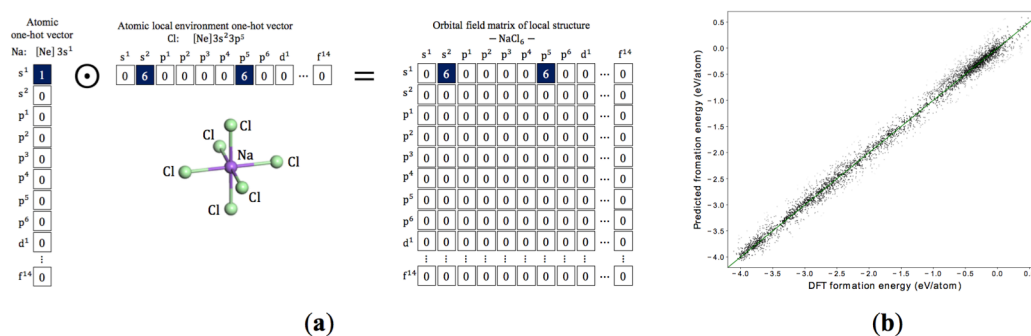 Atomic
one-hot vector
Na: [Ne] 3s¹
s¹ 1
s² 0
p¹ 0
p² 0
p³ 0
p⁴ 0
p⁵ 0
p⁶ 0
d¹ 0
⋮
f¹⁴ 0
Atomic local environment one-hot vector
Cl: [Ne]3s²3p⁵
s¹ s² p¹ p² p³ p⁴ p⁵ p⁶ d¹ f¹⁴
0 6 0 0 0 0 6 0 0 ··· 0
=
Cl
Cl
Na
Cl
Cl
Cl
Cl
Orbital field matrix of local structure
— NaCl₆ —
s¹ s² p¹ p² p³ p⁴ p⁵ p⁶ d¹ f¹⁴
s¹ 0 6 0 0 0 0 6 0 0 ··· 0
s² 0 0 0 0 0 0 0 0 0 ··· 0
p¹ 0 0 0 0 0 0 0 0 0 ··· 0
p² 0 0 0 0 0 0 0 0 0 ··· 0
p³ 0 0 0 0 0 0 0 0 0 ··· 0
p⁴ 0 0 0 0 0 0 0 0 0 ··· 0
p⁵ 0 0 0 0 0 0 0 0 0 ··· 0
p⁶ 0 0 0 0 0 0 0 0 0 ··· 0
d¹ 0 0 0 0 0 0 0 0 0 ··· 0
⋮ ⋮ ⋮ ⋮ ⋮ ⋮ ⋮ ⋮ ⋮ ⋮ ⋮
f¹⁴ 0 0 0 0 0 0 0 0 0 ··· 0
(a)
Predicted fromation energy (eV/atom)
0.5
0.0
−0.5
−1.0
−1.5
−2.0
−2.5
−3.0
−3.5
−4.0
−4.0 −3.5 −3.0 −2.5 −2.0 −1.5 −1.0 −0.5 0.0 0.5
DFT formation energy (eV/atom)
(b)